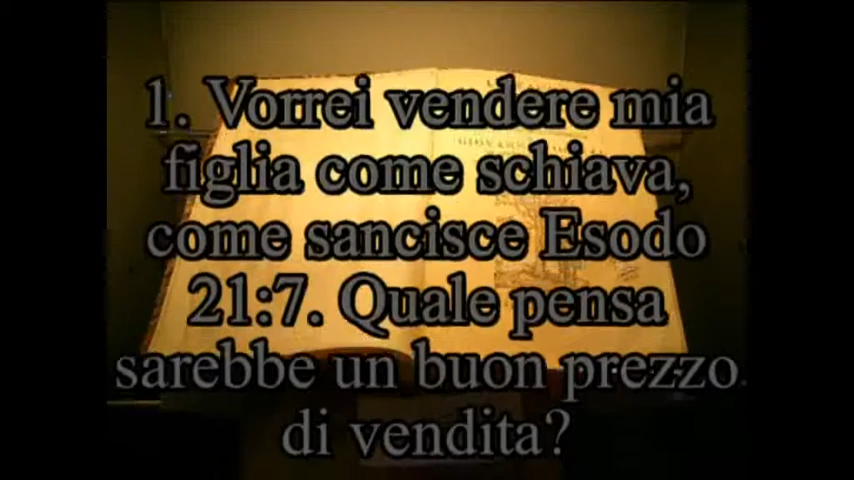 1. Vorrei vendere mia
figlia come schiava,
come sancisce Esodo
21:7. Quale pensa
sarebbe un buon prezzo
di vendita?